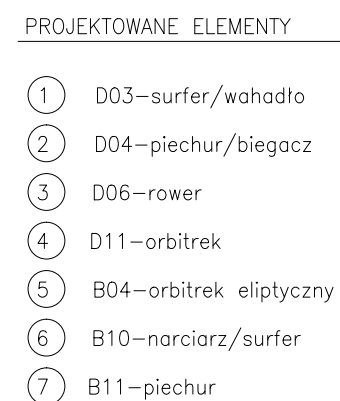 PROJEKTOWANE ELEMENTY
1 D03-surfer/wahadło
2 D04-piechur/biegacz
3 D06-rower
4 D11-orbitrek
5 B04-orbitrek eliptyczny
6 B10-narciarz/surfer
7 B11-piechur